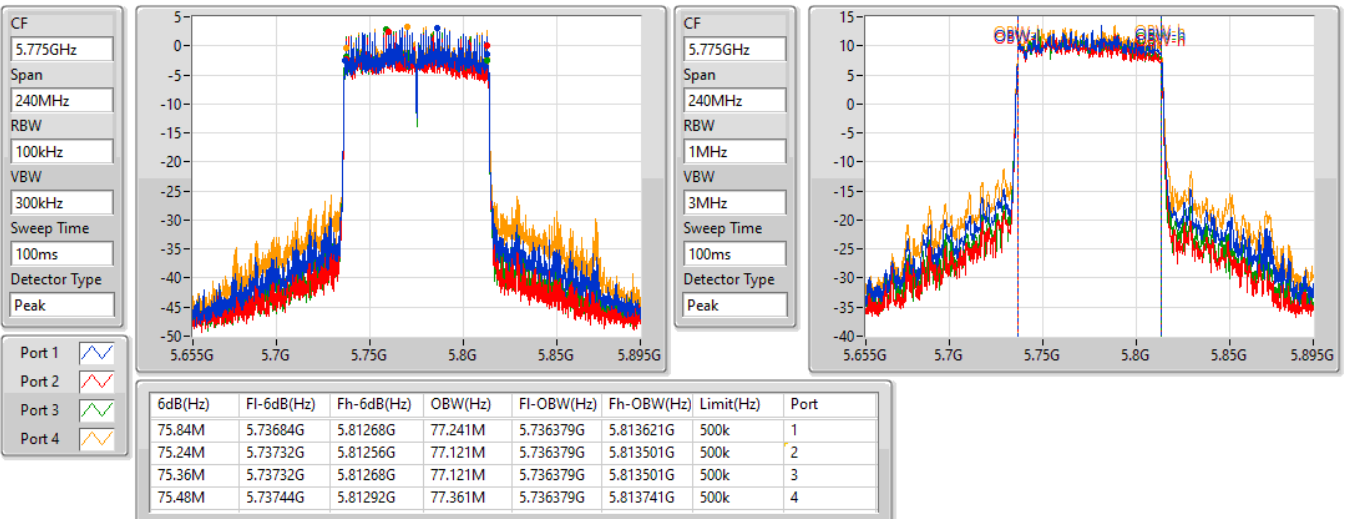 CF
5.775GHz
Span
240MHz
RBW
100kHz
VBW
300kHz
Sweep Time
100ms
Detector Type
Peak
5
0
-5
-10
-15
-20
-25
-30
-35
-40
-45
-50
5.655G 5.7G 5.75G 5.8G 5.85G 5.895G
CF
5.775GHz
Span
240MHz
RBW
1MHz
VBW
3MHz
Sweep Time
100ms
Detector Type
Peak
15
10
5
0
-5
-10
-15
-20
-25
-30
-35
-40
OBW-h
5.655G 5.7G 5.75G 5.8G 5.85G 5.895G
Port 1
Port 2
Port 3
Port 4
6dB(Hz) Fl-6dB(Hz) Fh-6dB(Hz) OBW(Hz) Fl-OBW(Hz) Fh-OBW(Hz) Limit(Hz) Port
75.84M 5.73684G 5.81268G 77.241M 5.736379G 5.813621G 500k 1
75.24M 5.73732G 5.81256G 77.121M 5.736379G 5.813501G 500k 2
75.36M 5.73732G 5.81268G 77.121M 5.736379G 5.813501G 500k 3
75.48M 5.73744G 5.81292G 77.361M 5.736379G 5.813741G 500k 4